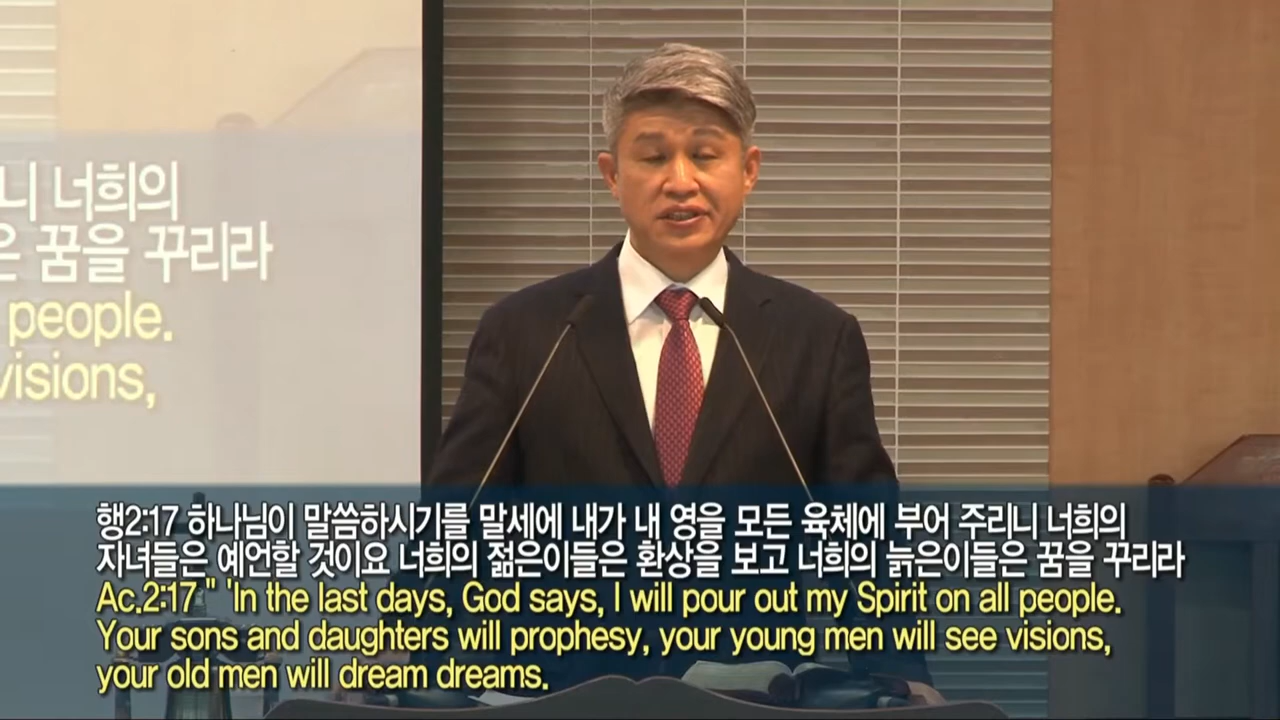 니 너희의
은 꿈을 꾸리라
people.
visions,
행2:17 하나님이 말씀하시기를 말세에 내가 내 영을 모든 육체에 부어 주리니 너희의
자녀들은 예언할 것이요 너희의 젊은이들은 환상을 보고 너희의 늙은이들은 꿈을 꾸리라
Ac.2:17 " 'In the last days, God says, I will pour out my Spirit on all people.
Your sons and daughters will prophesy, your young men will see visions,
your old men will dream dreams.